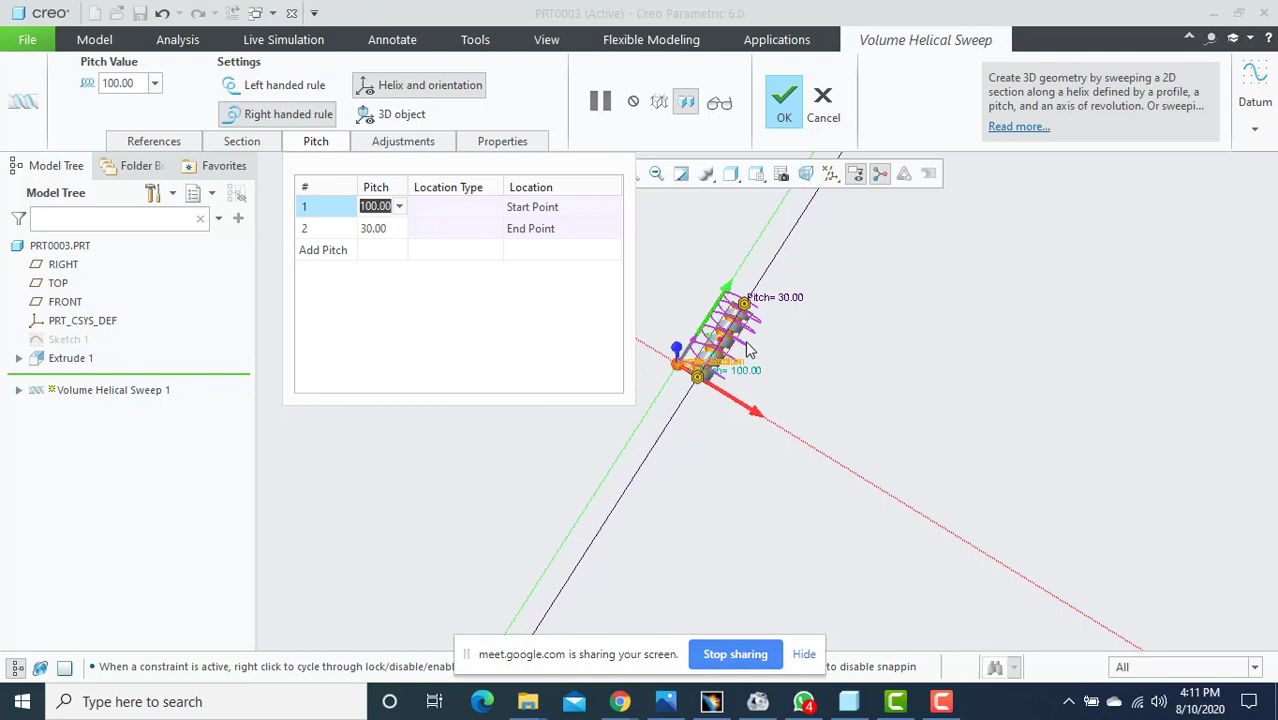 creo
PRT0003 (Active) - Creo Parametric 6.0
File
Model
Analysis
Live Simulation
Annotate
Tools
View
Flexible Modeling
Applications
Volume Helical Sweep
Pitch Value
100.00
Settings
Left handed rule
Right handed rule
Helix and orientation
3D object
OK
Cancel
Create 3D geometry by sweeping a 2D
section along a helix defined by a profile, a
pitch, and an axis of revolution. Or sweepi...
Read more...
Datum
References
Section
Pitch
Adjustments
Properties
Model Tree
Folder B
Favorites
Model Tree
PRT0003.PRT
RIGHT
TOP
FRONT
PRT_CSYS_DEF
Sketch 1
Extrude 1
Volume Helical Sweep 1
# Pitch Location Type Location
1 100.00 Start Point
2 30.00 End Point
Add Pitch
Pitch= 30.00
= 100.00
meet.google.com is sharing your screen.
Stop sharing
Hide
When a constraint is active, right click to cycle through lock/disable/enabl
to disable snappin
All
Type here to search
4
4:11 PM
8/10/2020